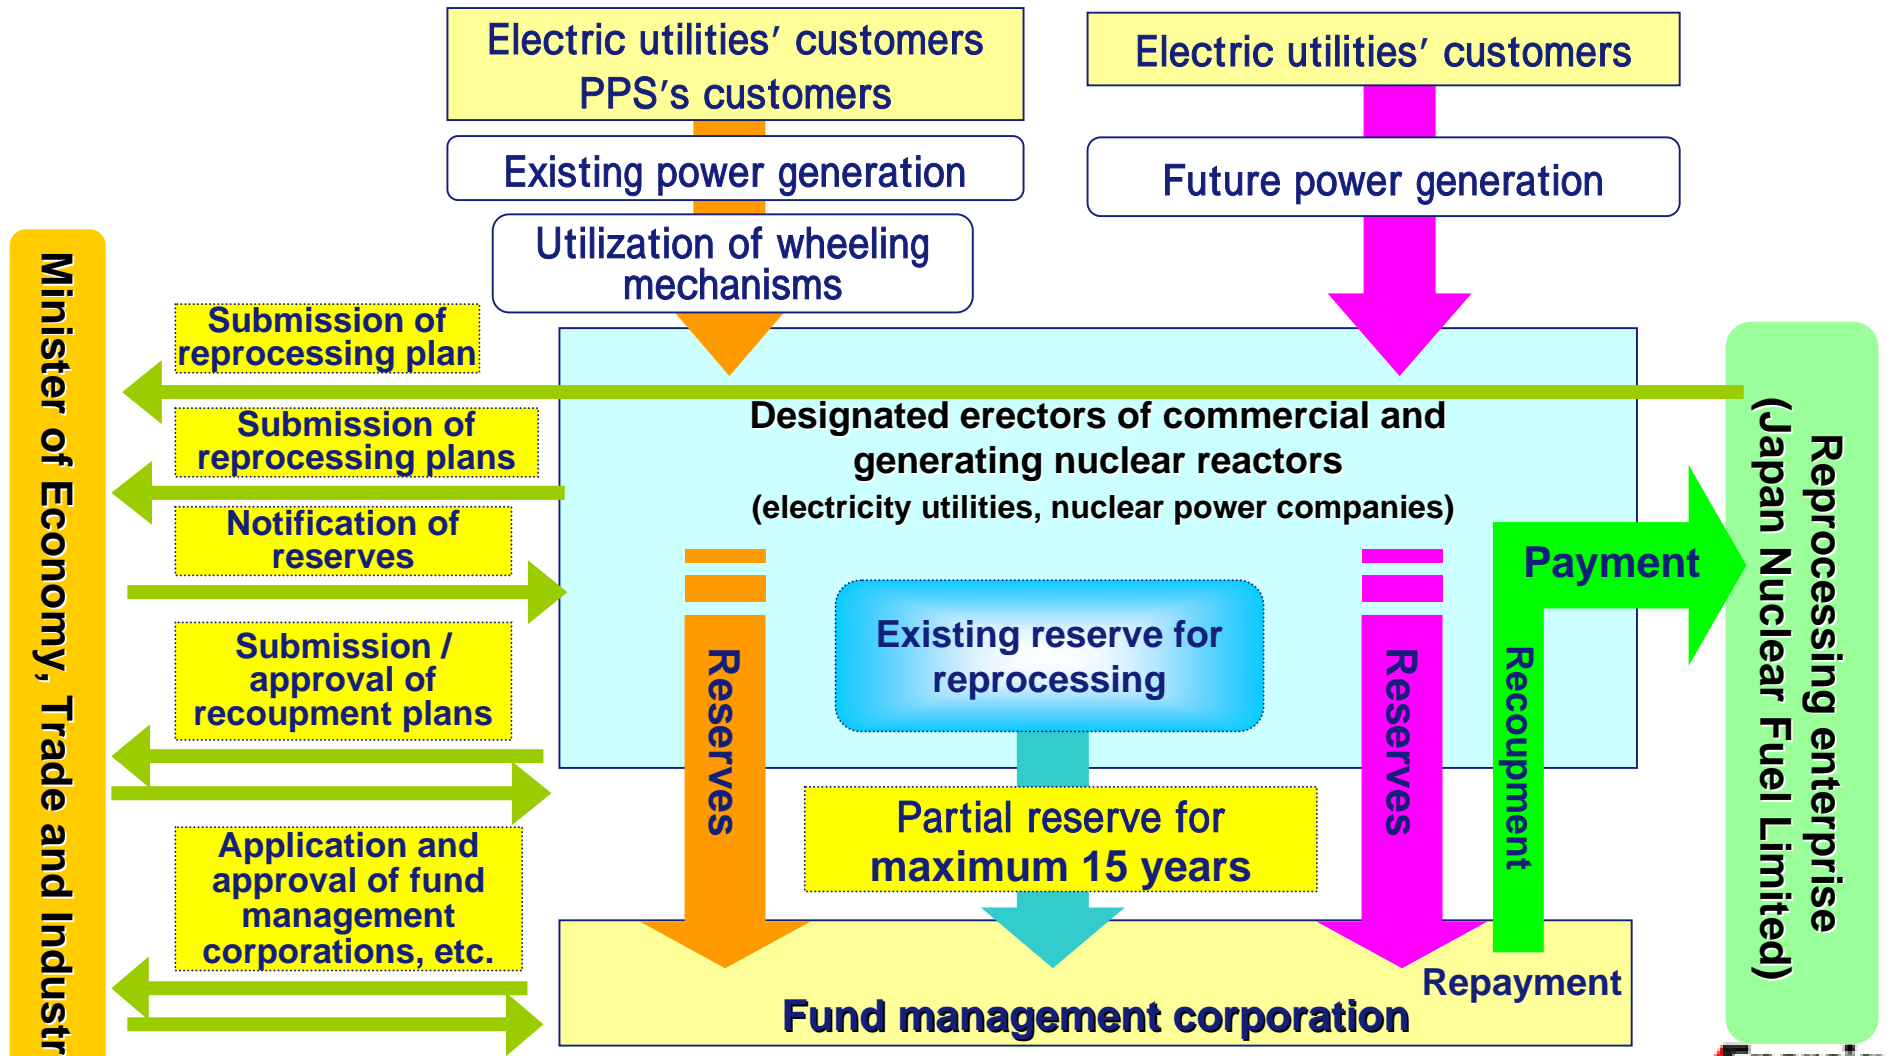 Electric utilities' customers
PPS's customers
Electric utilities' customers
Existing power generation
Future power generation
Utilization of wheeling
mechanisms
Minister of Economy, Trade and Industr
Submission of
reprocessing plan
Submission of
reprocessing plans
Notification of
reserves
Submission /
approval of
recoupment plans
Application and
approval of fund
management
corporations, etc.
Designated erectors of commercial and
generating nuclear reactors
(electricity utilities, nuclear power companies)
Reserves
Existing reserve for
reprocessing
Reserves
Recoupment
Payment
Partial reserve for
maximum 15 years
Repayment
Fund management corporation
Reprocessing enterprise
(Japan Nuclear Fuel Limited)